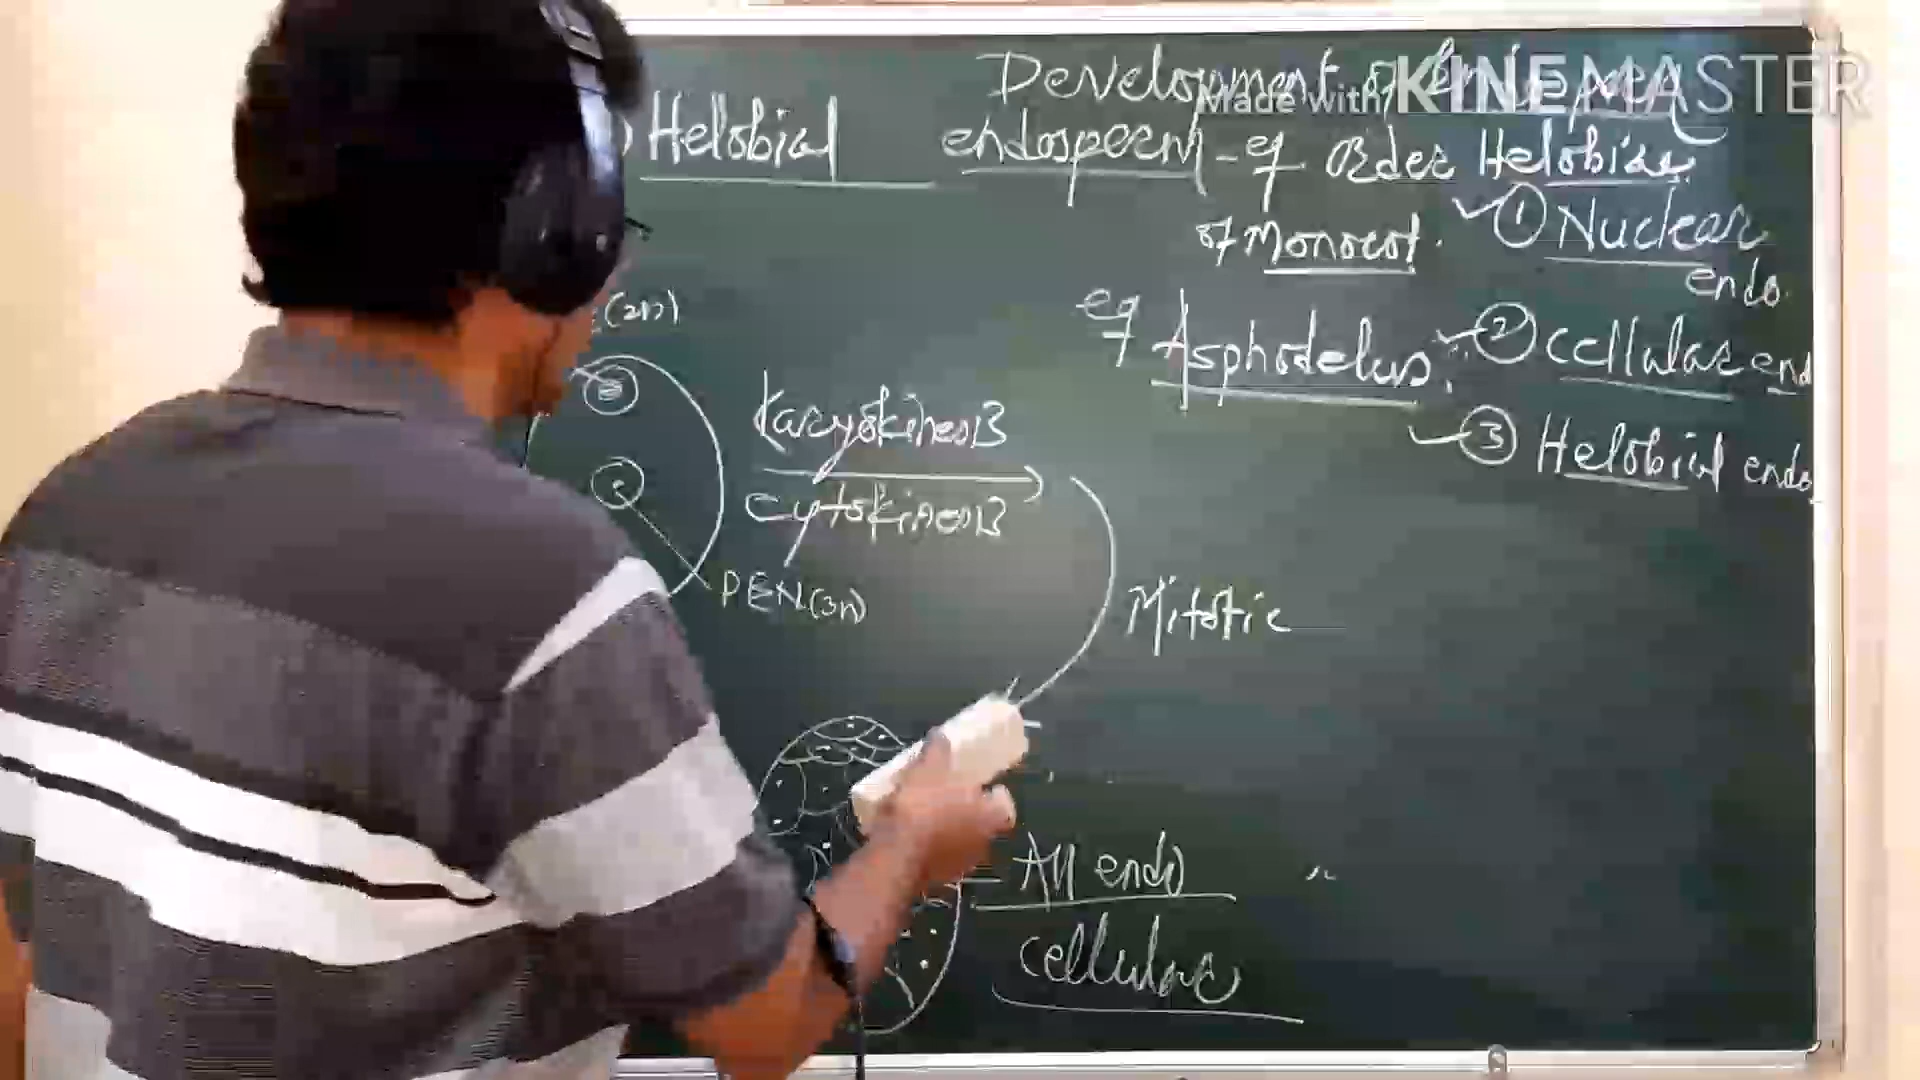 Development of Endosperm
Made with KINEMASTER
Helobial endosperm - eg order Helobiae
of Monocot.
① Nuclear
endo.
eg Asphodelus.
② Cellular end
③ Helobial endo
(2n)
Karyokinesis
Cytokinesis
PEN(3n)
Mitotic
All endo
cellular